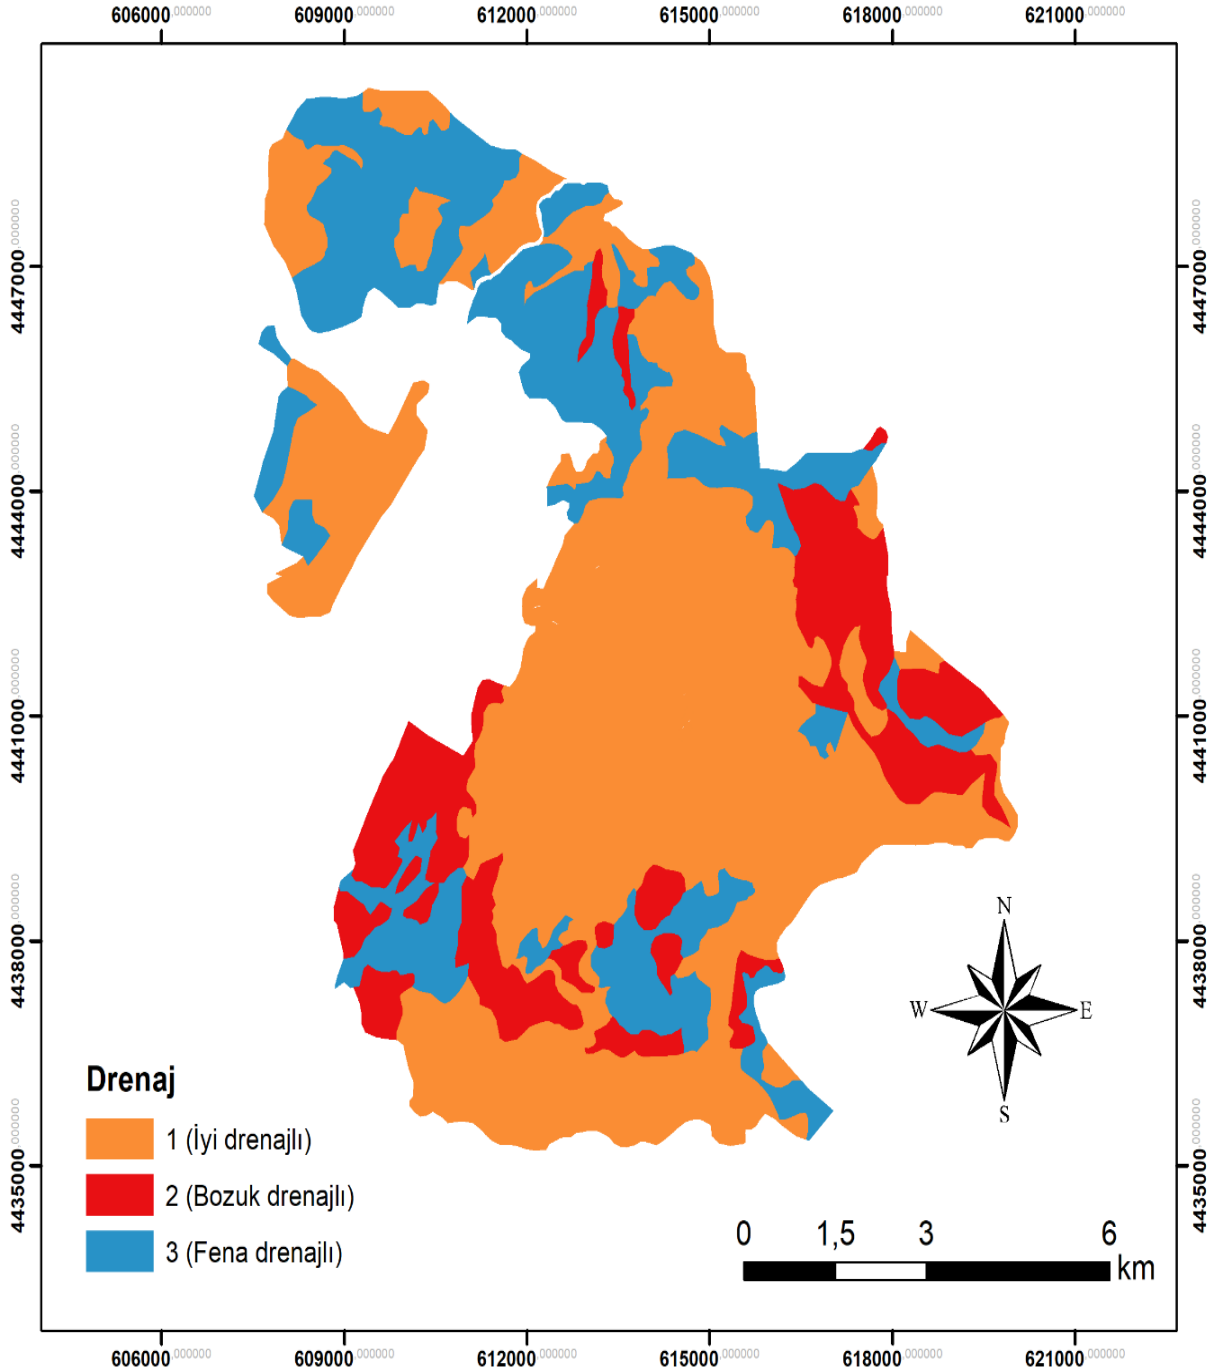 606000,000000 609000,000000 612000,000000 615000,000000 618000,000000 621000,000000
4447000,000000 4447000,000000
4444000,000000 4444000,000000
4441000,000000 4441000,000000
4438000,000000 4438000,000000
4435000,000000 4435000,000000
N
W E
S
Drenaj
1 (İyi drenajlı)
2 (Bozuk drenajlı)
3 (Fena drenajlı)
0 1,5 3 6
km
606000,000000 609000,000000 612000,000000 615000,000000 618000,000000 621000,000000